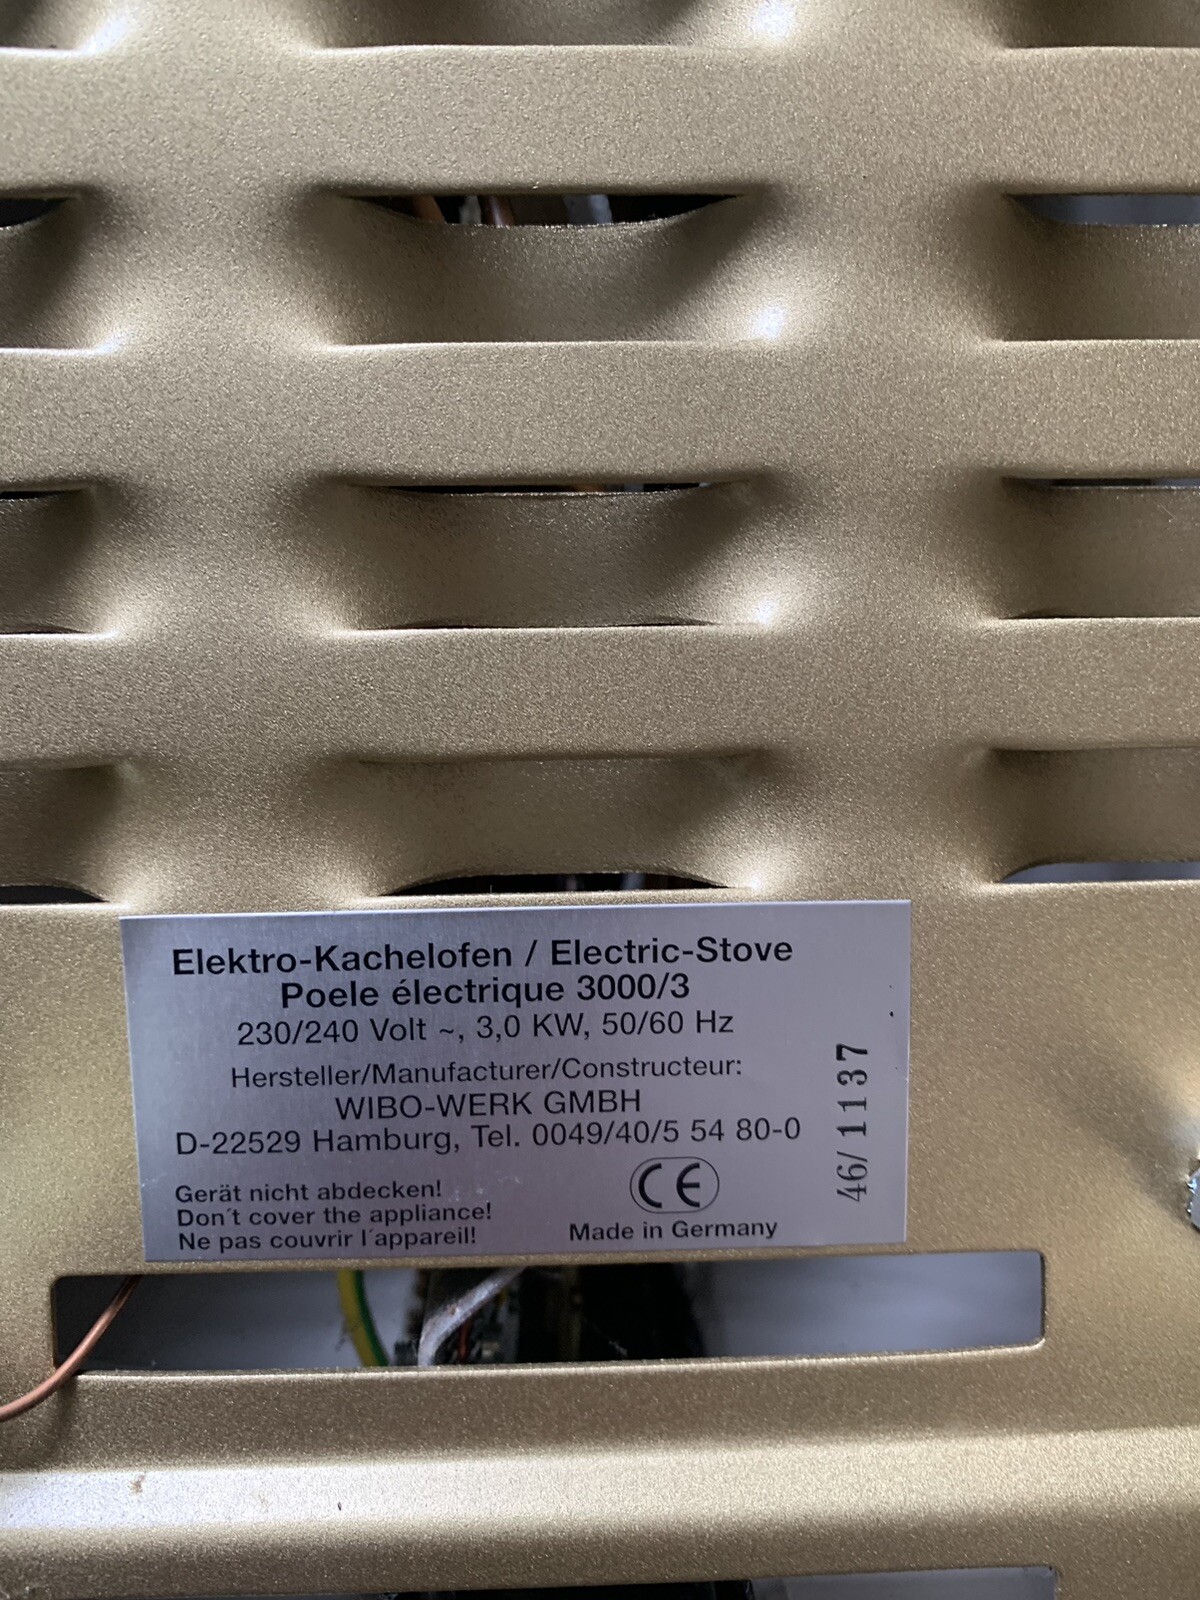 Elektro-Kachelofen / Electric-Stove
Poele électrique 3000/3
230/240 Volt ~, 3,0 KW, 50/60 Hz
Hersteller/Manufacturer/Constructeur:
WIBO-WERK GMBH
D-22529 Hamburg, Tel. 0049/40/5 54 80-0
Gerät nicht abdecken!
Don´t cover the appliance!
Ne pas couvrir l´appareil!
CE
Made in Germany
46/1137